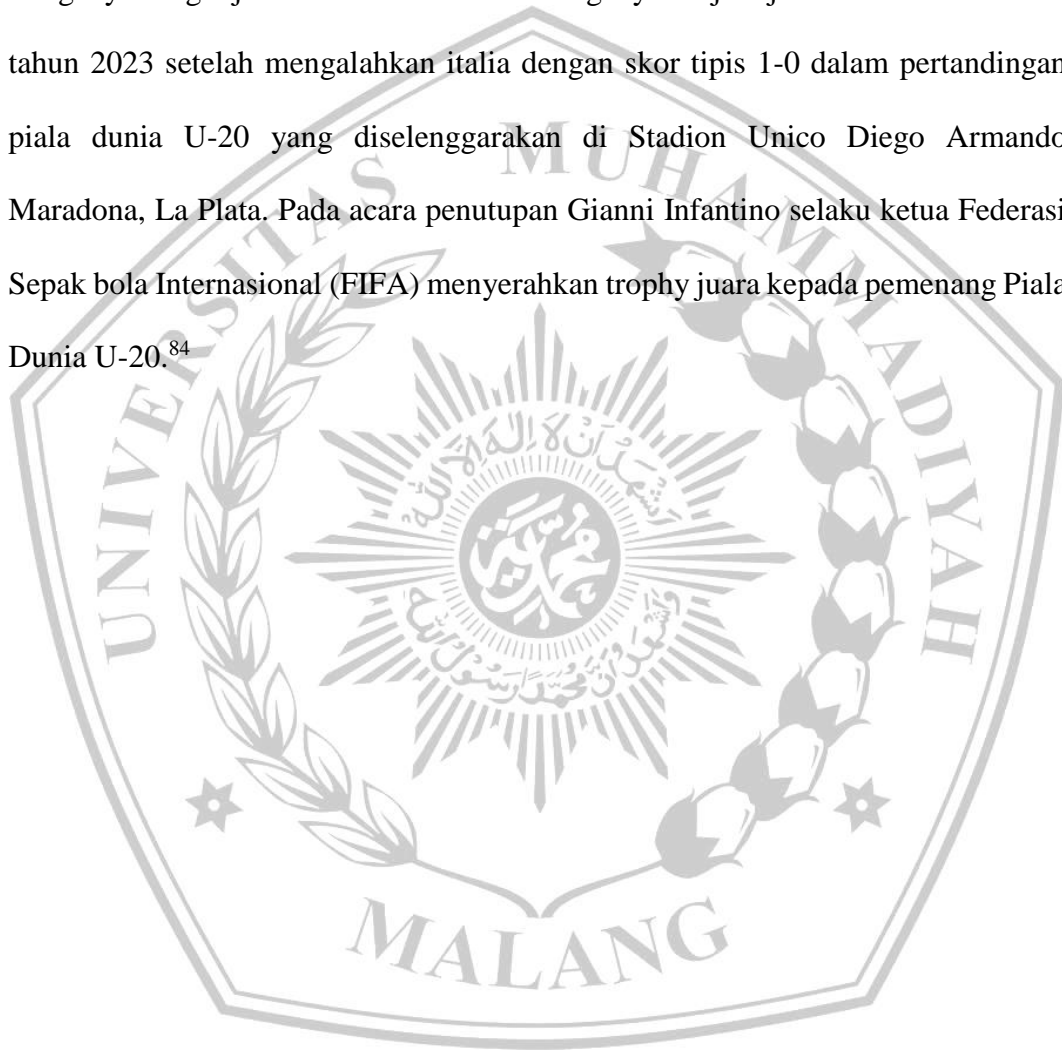 tahun 2023 setelah mengalahkan italia dengan skor tipis 1-0 dalam pertandingan
piala dunia U-20 yang diselenggarakan di Stadion Unico Diego Armando
Maradona, La Plata. Pada acara penutupan Gianni Infantino selaku ketua Federasi
Sepak bola Internasional (FIFA) menyerahkan trophy juara kepada pemenang Piala
Dunia U-20.84
UNIVERSITAS MUHAMMADIYAH
MALANG